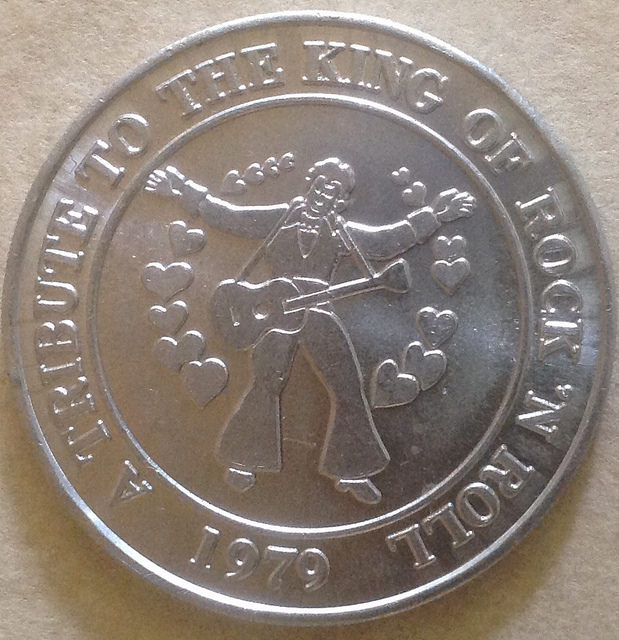 A TRIBUTE TO THE KING OF ROCK 'N ROLL
1979